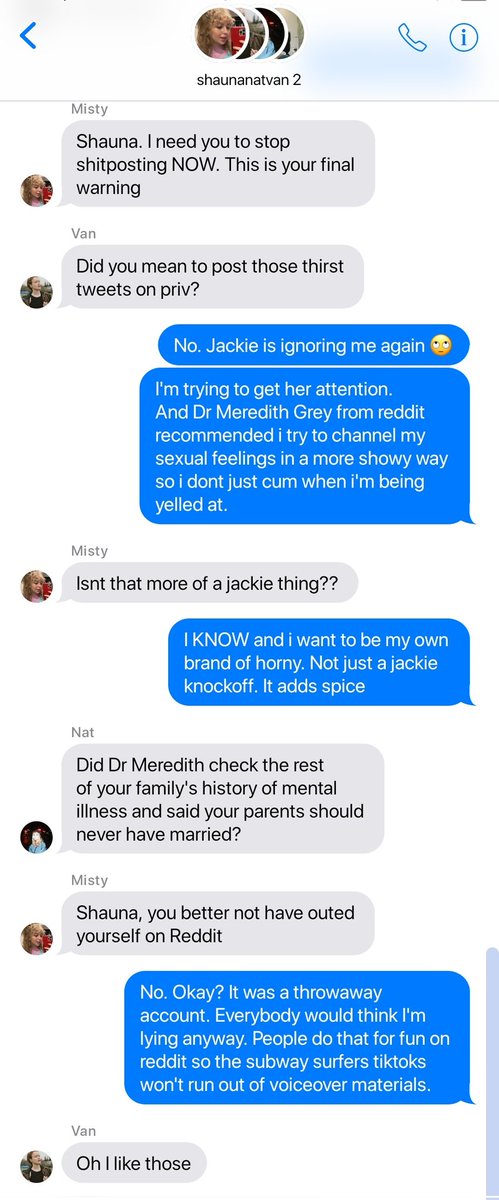 shaunanatvan 2
Misty
Shauna. I need you to stop
shitposting NOW. This is your final
warning
Van
Did you mean to post those thirst
tweets on priv?
No. Jackie is ignoring me again 🙄
I'm trying to get her attention.
And Dr Meredith Grey from reddit
recommended i try to channel my
sexual feelings in a more showy way
so i dont just cum when i'm being
yelled at.
Misty
Isnt that more of a jackie thing??
I KNOW and i want to be my own
brand of horny. Not just a jackie
knockoff. It adds spice
Nat
Did Dr Meredith check the rest
of your family's history of mental
illness and said your parents should
never have married?
Misty
Shauna, you better not have outed
yourself on Reddit
No. Okay? It was a throwaway
account. Everybody would think I'm
lying anyway. People do that for fun on
reddit so the subway surfers tiktoks
won't run out of voiceover materials.
Van
Oh I like those